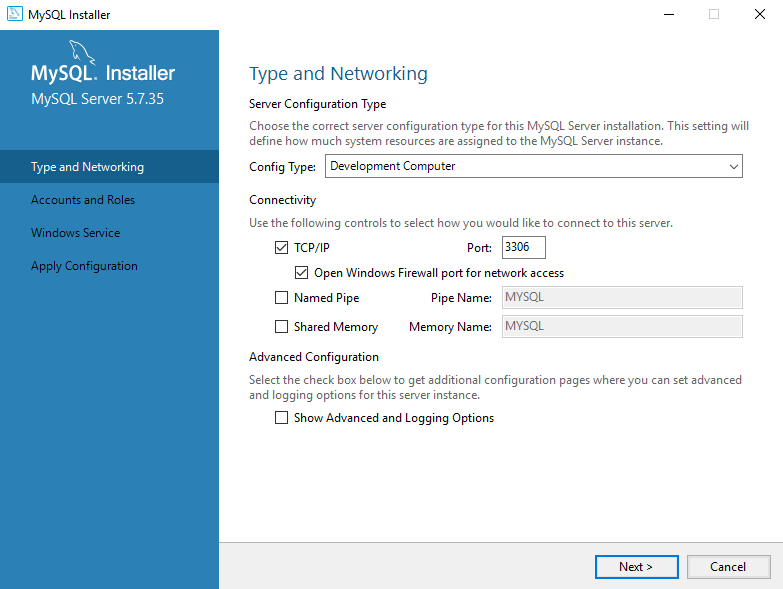 MySQL Installer
MySQL. Installer
MySQL Server 5.7.35
Type and Networking
Accounts and Roles
Windows Service
Apply Configuration
Type and Networking
Server Configuration Type
Choose the correct server configuration type for this MySQL Server installation. This setting will
define how much system resources are assigned to the MySQL Server instance.
Config Type: Development Computer
Connectivity
Use the following controls to select how you would like to connect to this server.
TCP/IP Port: 3306
Open Windows Firewall port for network access
Named Pipe Pipe Name: MYSQL
Shared Memory Memory Name: MYSQL
Advanced Configuration
Select the check box below to get additional configuration pages where you can set advanced
and logging options for this server instance.
Show Advanced and Logging Options
Next > Cancel